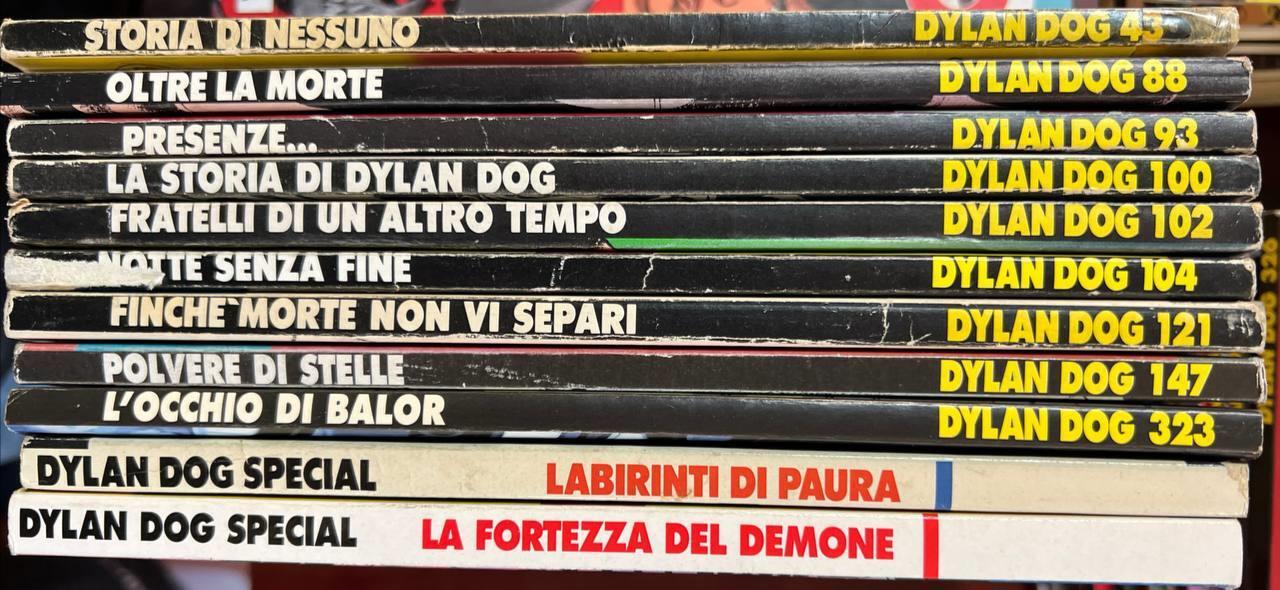 STORIA DI NESSUNO DYLAN DOG 43
OLTRE LA MORTE DYLAN DOG 88
PRESENZE... DYLAN DOG 93
LA STORIA DI DYLAN DOG DYLAN DOG 100
FRATELLI DI UN ALTRO TEMPO DYLAN DOG 102
NOTTE SENZA FINE DYLAN DOG 104
FINCHE` MORTE NON VI SEPARI DYLAN DOG 121
POLVERE DI STELLE DYLAN DOG 147
L'OCCHIO DI BALOR DYLAN DOG 323
DYLAN DOG SPECIAL LABIRINTI DI PAURA
DYLAN DOG SPECIAL LA FORTEZZA DEL DEMONE
326